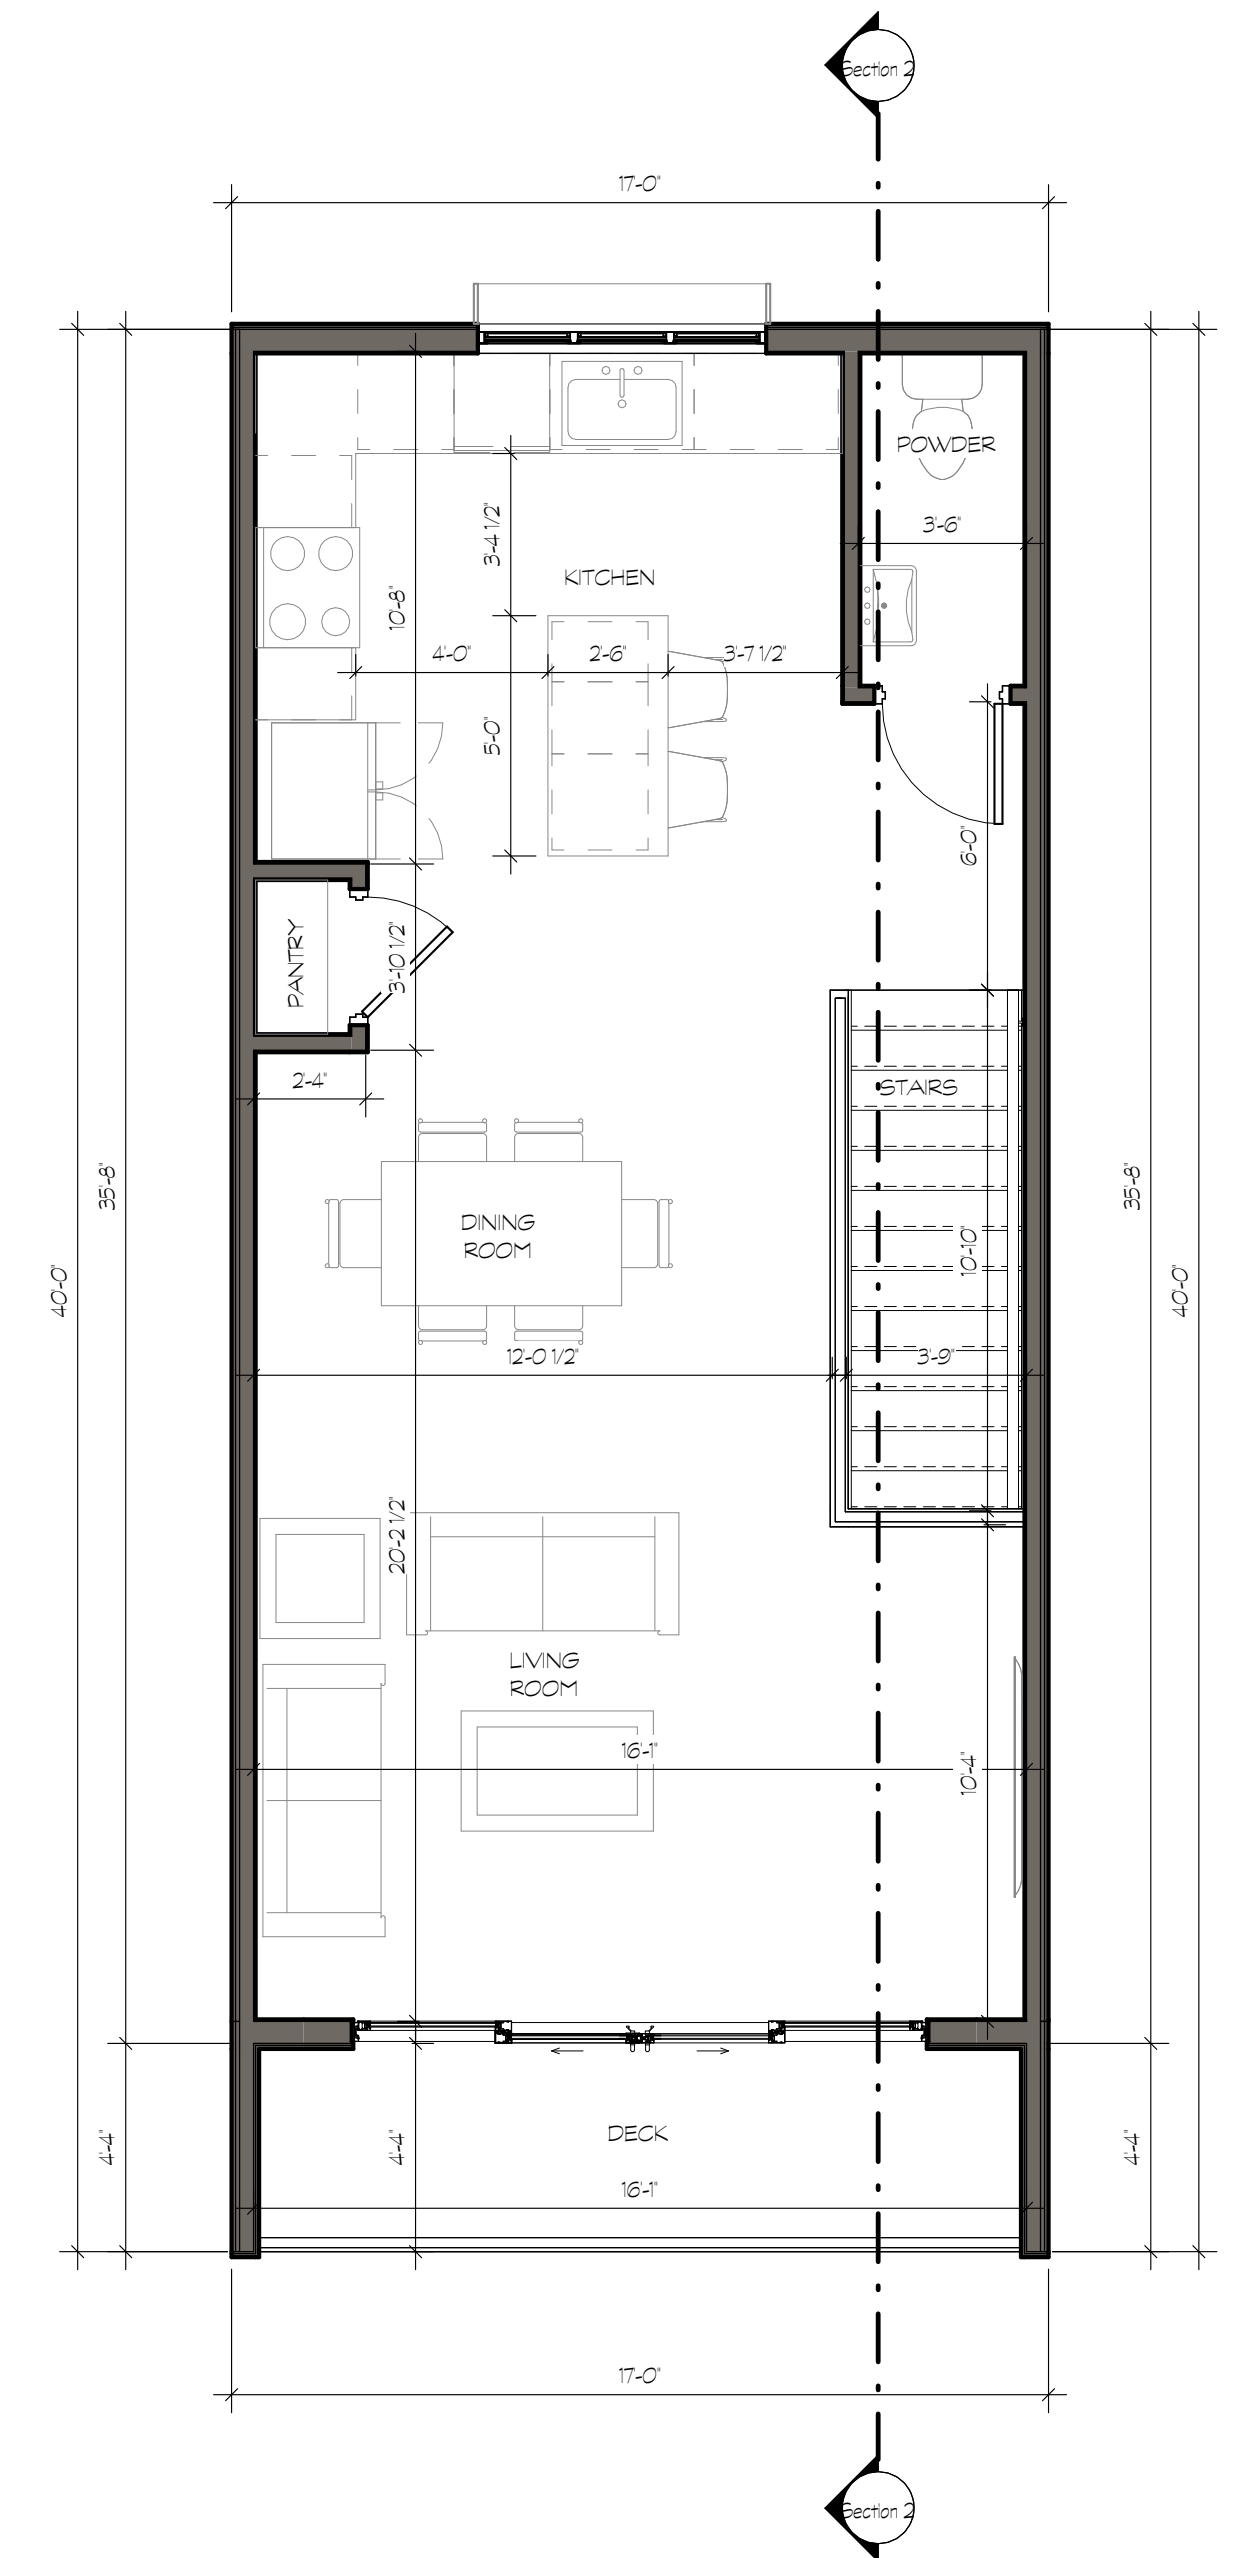 Section 2
17'-0"
POWDER
3'-6"
3'-4 1/2"
KITCHEN
10'-8"
4'-0"
2'-6"
3'-7 1/2"
5'-0"
6'-0"
PANTRY
3'-10 1/2"
2'-4"
STAIRS
35'-8"
35'-8"
DINING
ROOM
10'-10"
40'-0"
40'-0"
12'-0 1/2"
3'-9"
20'-2 1/2"
LIVING
ROOM
16'-1"
10'-4"
DECK
4'-4"
4'-4"
4'-4"
16'-1"
17'-0"
Section 2